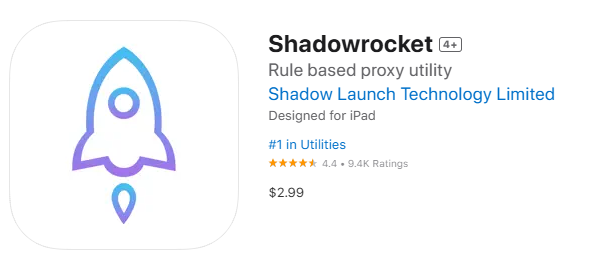 Shadowrocket 4+
Rule based proxy utility
Shadow Launch Technology Limited
Designed for iPad
#1 in Utilities
4.4 • 9.4K Ratings
$2.99